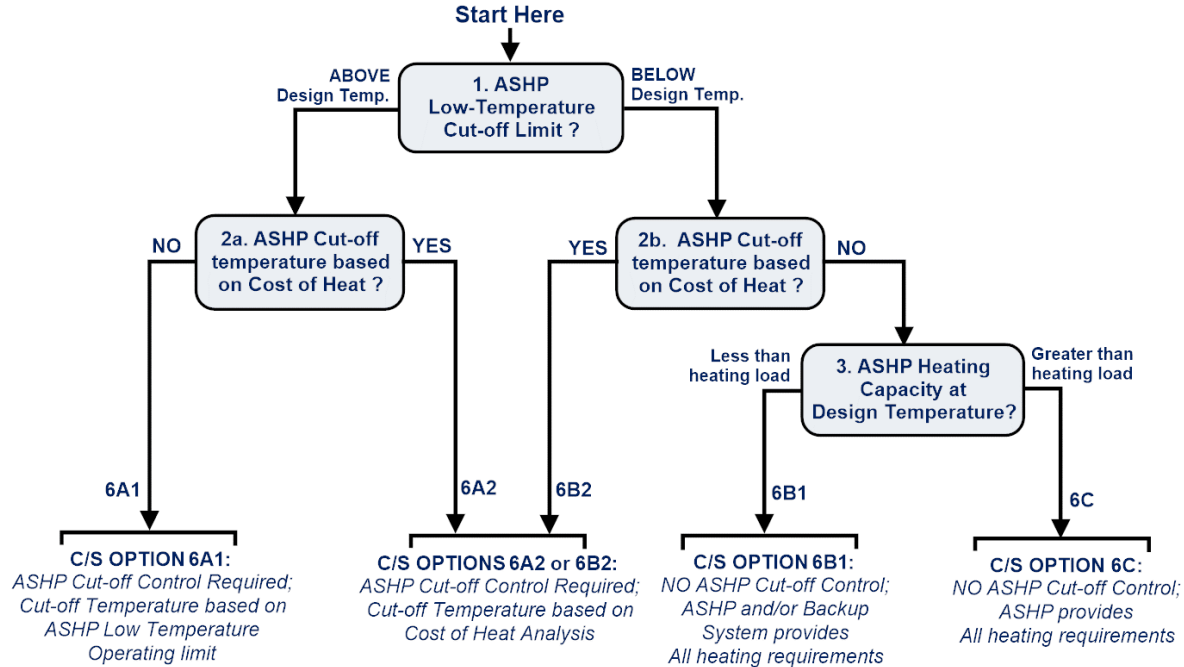 Start Here
ABOVE
Design Temp.
1. ASHP
Low-Temperature
Cut-off Limit ?
BELOW
Design Temp.
NO
2a. ASHP Cut-off
temperature based
on Cost of Heat ?
YES
YES
2b. ASHP Cut-off
temperature based
on Cost of Heat ?
NO
Less than
heating load
3. ASHP Heating
Capacity at
Design Temperature?
Greater than
heating load
6A1
6A2
6B2
6B1
6C
C/S OPTION 6A1:
ASHP Cut-off Control Required;
Cut-off Temperature based on
ASHP Low Temperature
Operating limit
C/S OPTIONS 6A2 or 6B2:
ASHP Cut-off Control Required;
Cut-off Temperature based on
Cost of Heat Analysis
C/S OPTION 6B1:
NO ASHP Cut-off Control;
ASHP and/or Backup
System provides
All heating requirements
C/S OPTION 6C:
NO ASHP Cut-off Control;
ASHP provides
All heating requirements